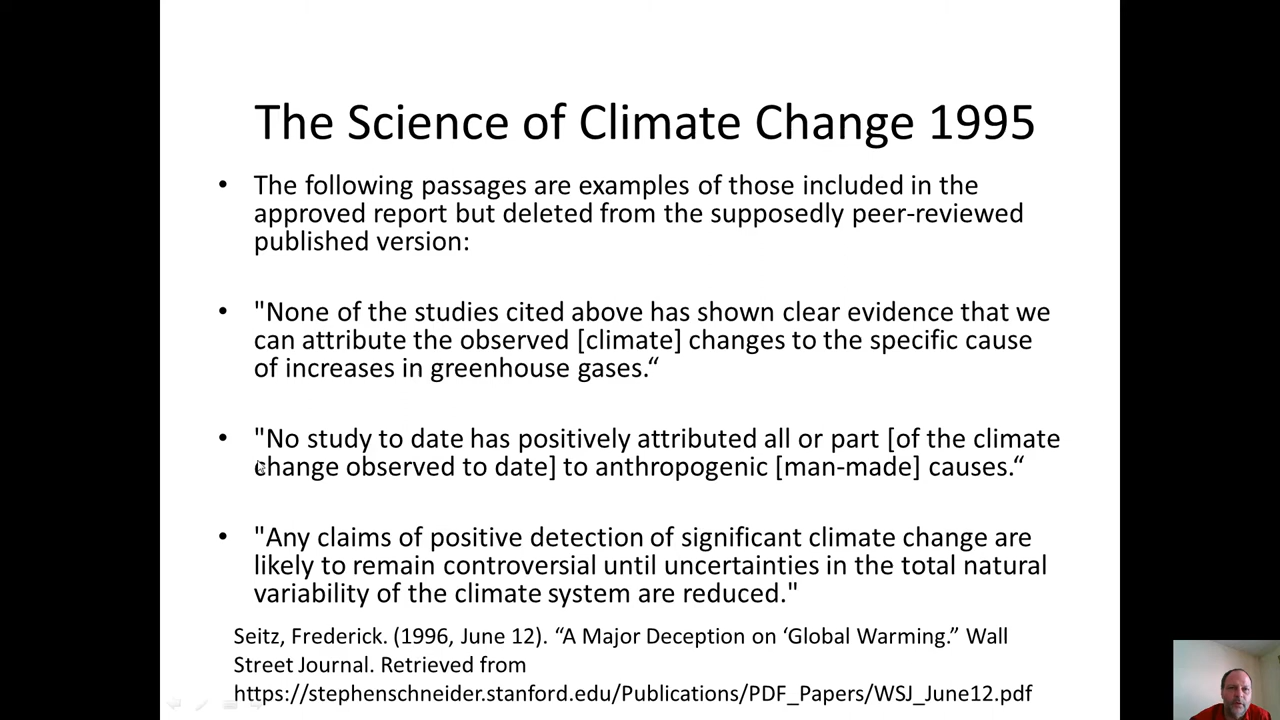 The Science of Climate Change 1995
• The following passages are examples of those included in the
approved report but deleted from the supposedly peer-reviewed
published version:
• "None of the studies cited above has shown clear evidence that we
can attribute the observed [climate] changes to the specific cause
of increases in greenhouse gases.“
• "No study to date has positively attributed all or part [of the climate
change observed to date] to anthropogenic [man-made] causes.“
• "Any claims of positive detection of significant climate change are
likely to remain controversial until uncertainties in the total natural
variability of the climate system are reduced."
Seitz, Frederick. (1996, June 12). “A Major Deception on ‘Global Warming.” Wall
Street Journal. Retrieved from
https://stephenschneider.stanford.edu/Publications/PDF_Papers/WSJ_June12.pdf